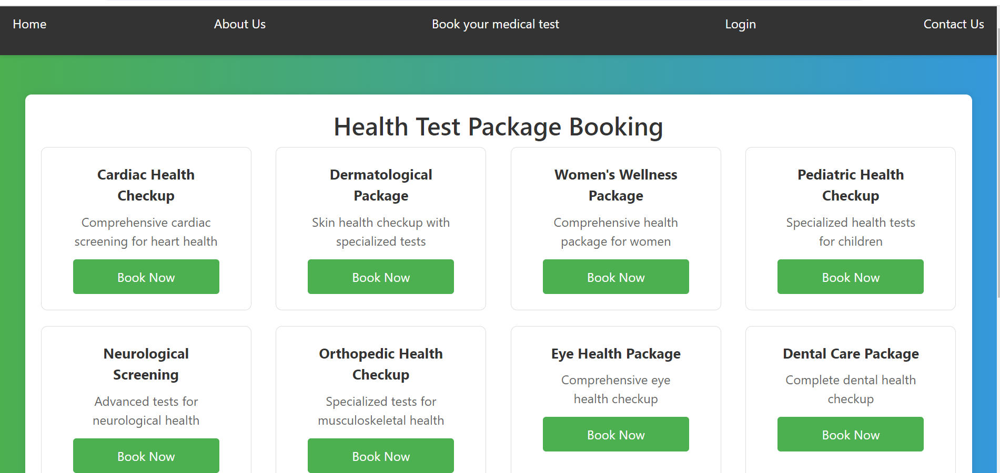 Home
About Us
Book your medical test
Login
Contact Us
Health Test Package Booking
Cardiac Health
Checkup
Comprehensive cardiac
screening for heart health
Book Now
Dermatological
Package
Skin health checkup with
specialized tests
Book Now
Women's Wellness
Package
Comprehensive health
package for women
Book Now
Pediatric Health
Checkup
Specialized health tests
for children
Book Now
Neurological
Screening
Advanced tests for
neurological health
Book Now
Orthopedic Health
Checkup
Specialized tests for
musculoskeletal health
Book Now
Eye Health Package
Comprehensive eye
health checkup
Book Now
Dental Care Package
Complete dental health
checkup
Book Now